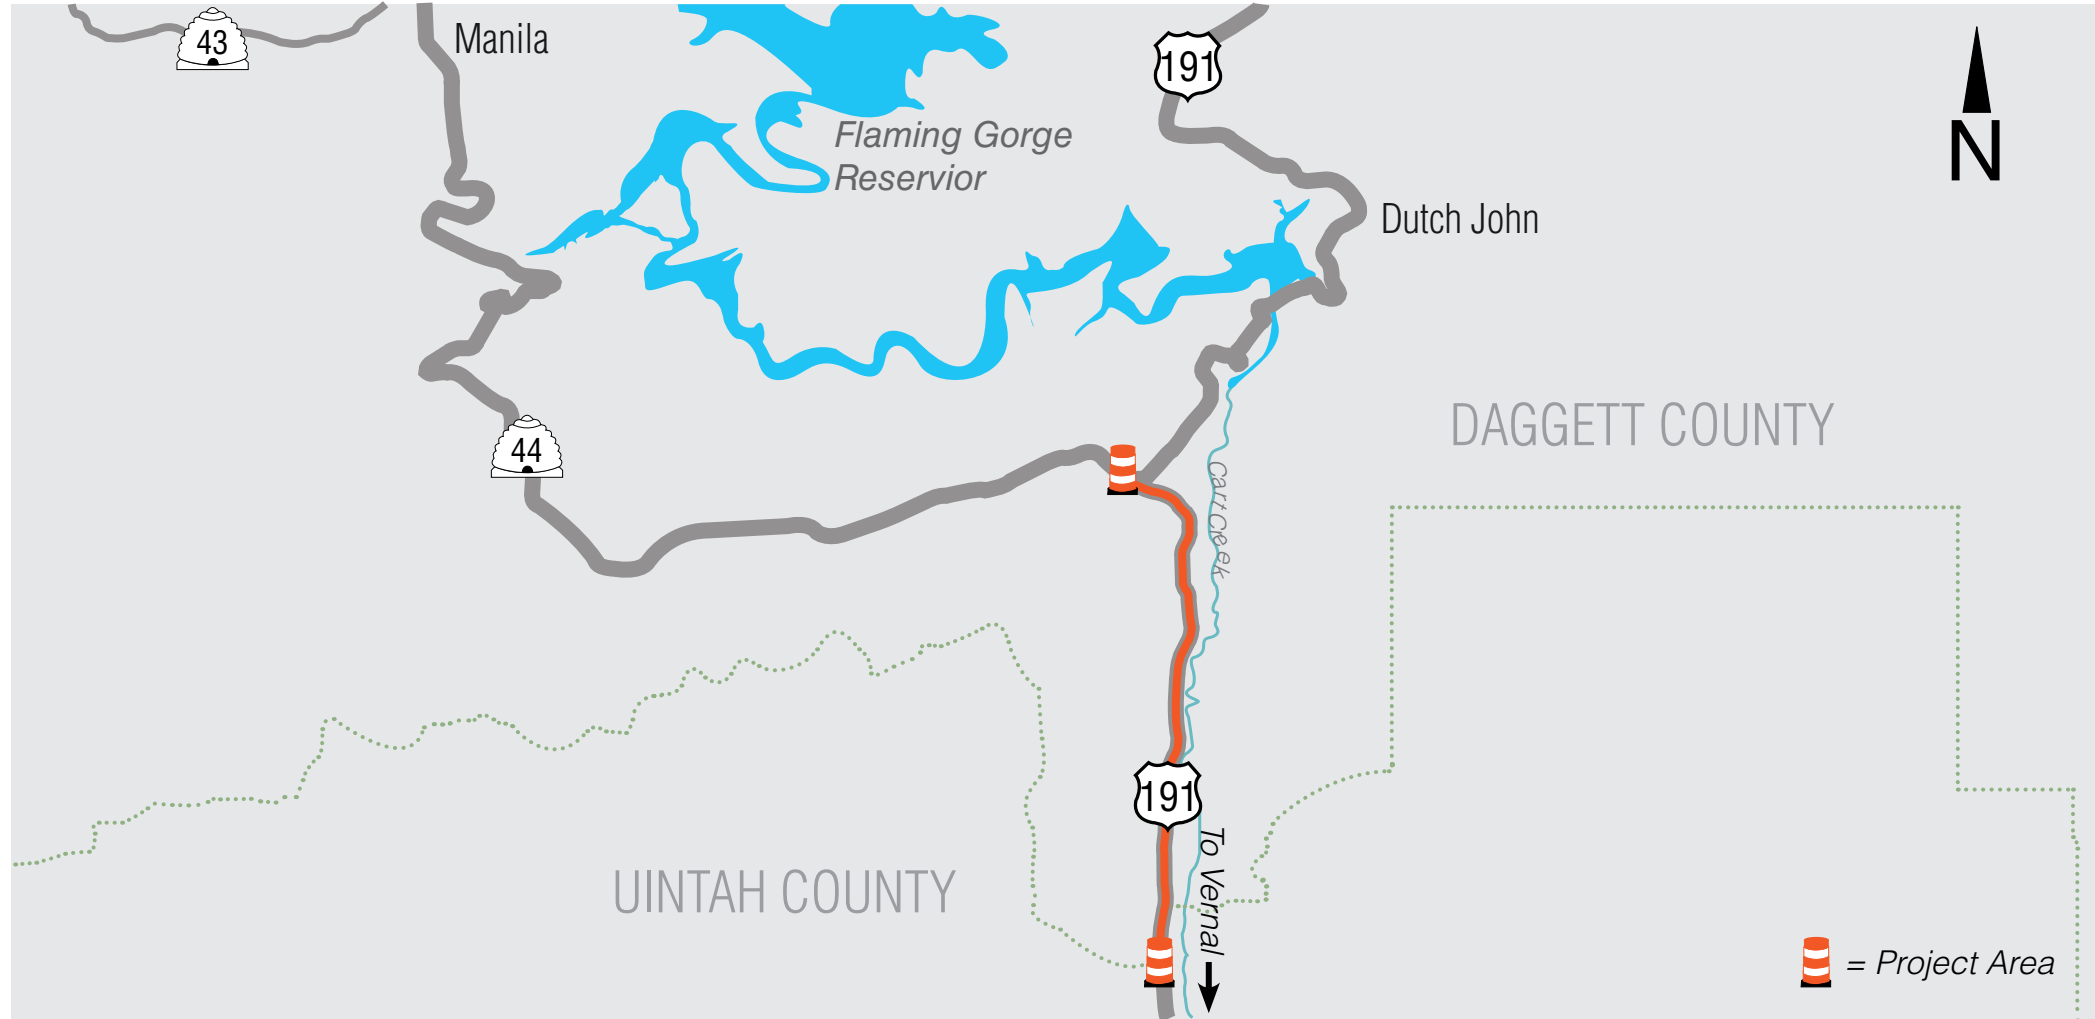 43
Manila
191
N
Flaming Gorge
Reservior
Dutch John
DAGGETT COUNTY
44
Cart Creek
191
To Vernal
UINTAH COUNTY
= Project Area